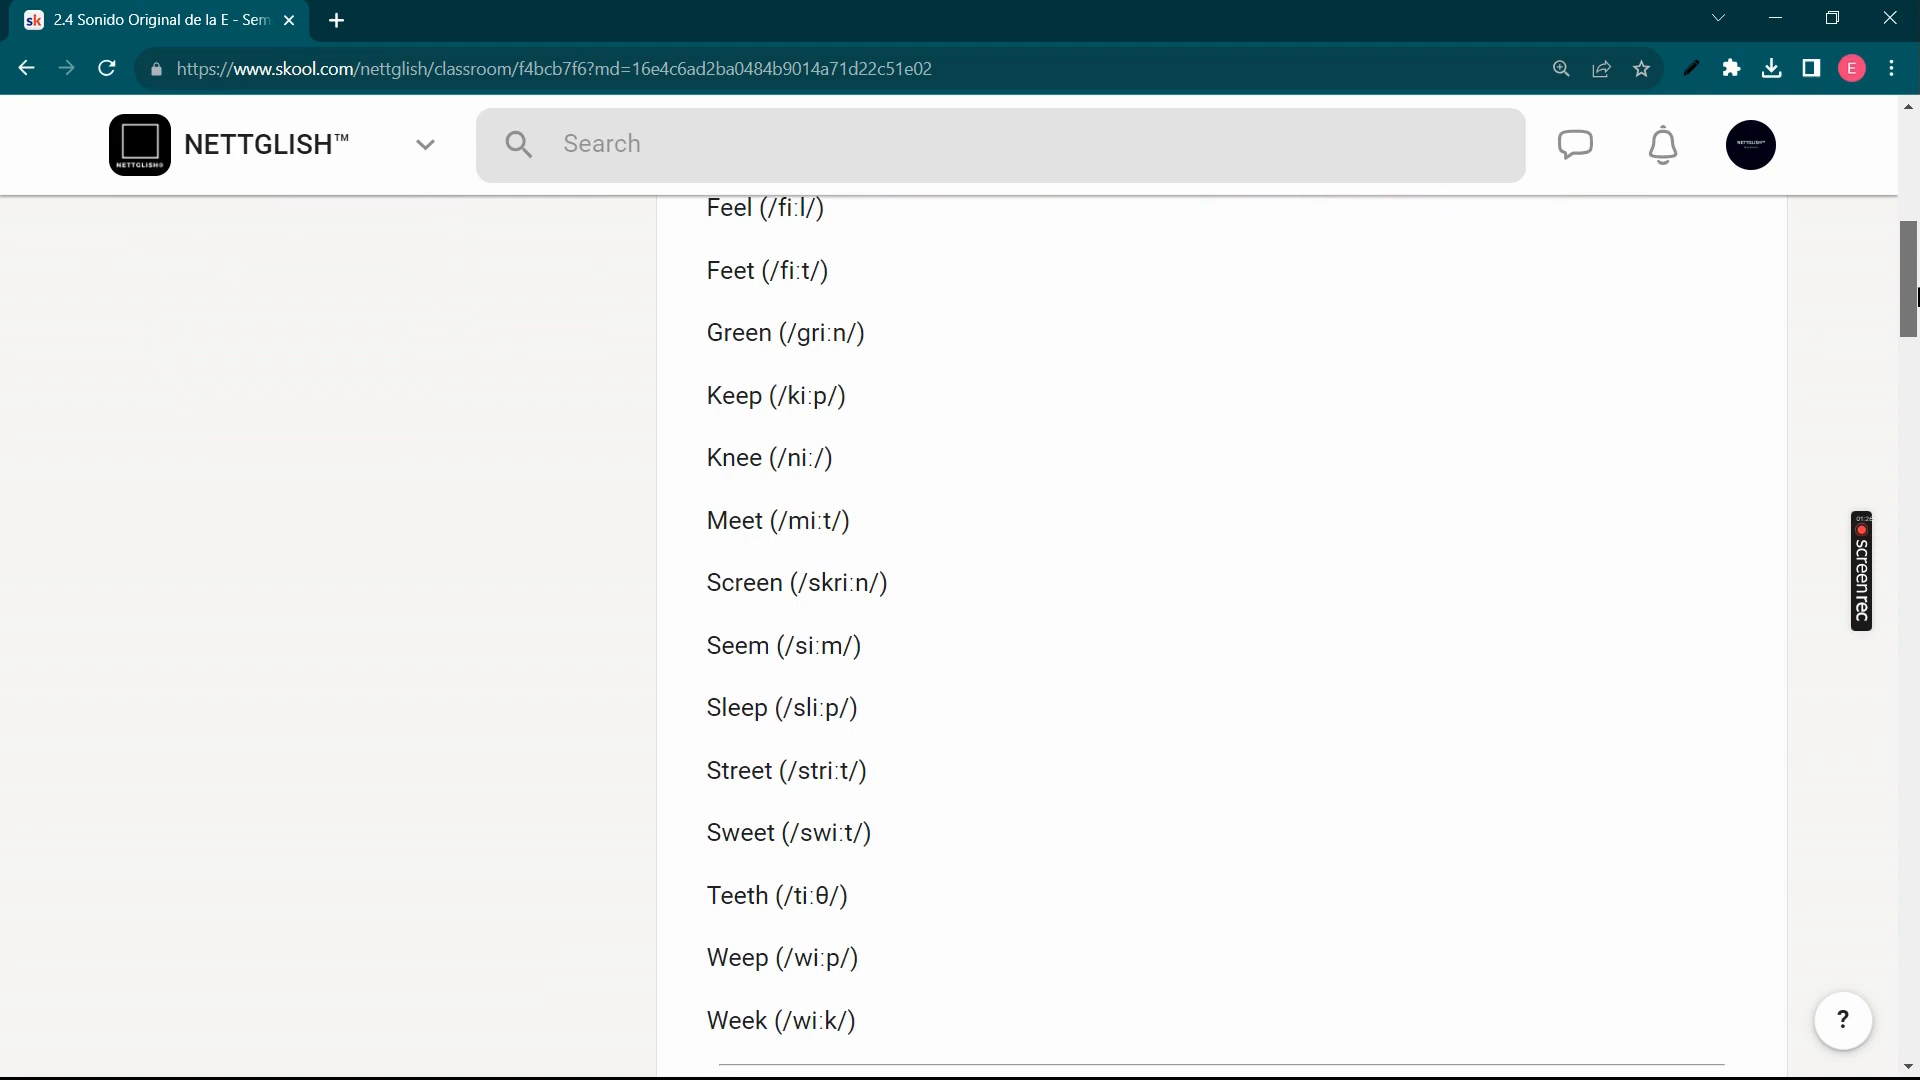 sk 2.4 Sonido Original de la E - Sem
https://www.skool.com/nettglish/classroom/f4bcb7f6?md=16e4c6ad2ba0484b9014a71d22c51e02
E
NETTGLISH®
NETTGLISH™
Search
Feel (/fiːl/)
Feet (/fiːt/)
Green (/griːn/)
Keep (/kiːp/)
Knee (/niː/)
Meet (/miːt/)
Screen (/skriːn/)
Seem (/siːm/)
Sleep (/sliːp/)
Street (/striːt/)
Sweet (/swiːt/)
Teeth (/tiːθ/)
Weep (/wiːp/)
Week (/wiːk/)
screenrec
?